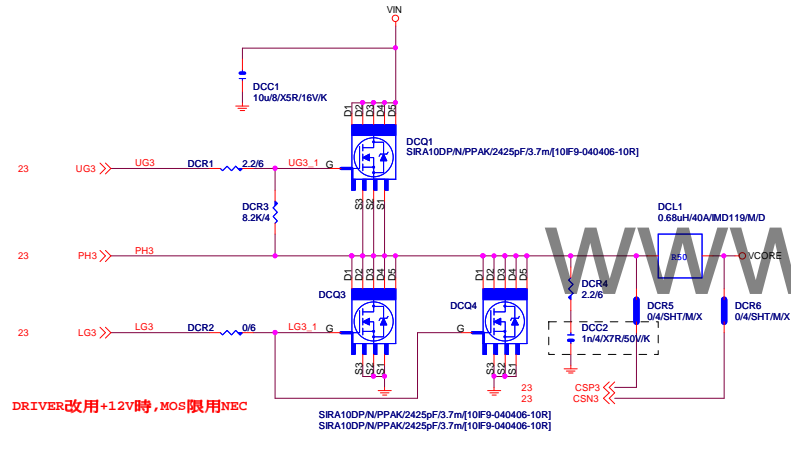 VIN
DCC1
10u/8/X5R/16V/K
D1
D2
D3
D4
D5
DCQ1
SIRA10DP/N/PPAK/2425pF/3.7m/[10IF9-040406-10R]
23
UG3
UG3
DCR1
2.2/6
UG3_1
G
S3
S2
S1
DCR3
8.2K/4
DCL1
0.68uH/40A/IMD119/M/D
WWW
23
PH3
PH3
R50
VCORE
D1
D2
D3
D4
D5
D1
D2
D3
D4
D5
DCR4
2.2/6
DCQ3
DCQ4
DCR5
0/4/SHT/M/X
DCR6
0/4/SHT/M/X
23
LG3
LG3
DCR2
0/6
LG3_1
G
G
DCC2
1n/4/X7R/50V/K
S3
S2
S1
S3
S2
S1
23
CSP3
23
CSN3
DRIVER改用+12V時,MOS限用NEC
SIRA10DP/N/PPAK/2425pF/3.7m/[10IF9-040406-10R]
SIRA10DP/N/PPAK/2425pF/3.7m/[10IF9-040406-10R]